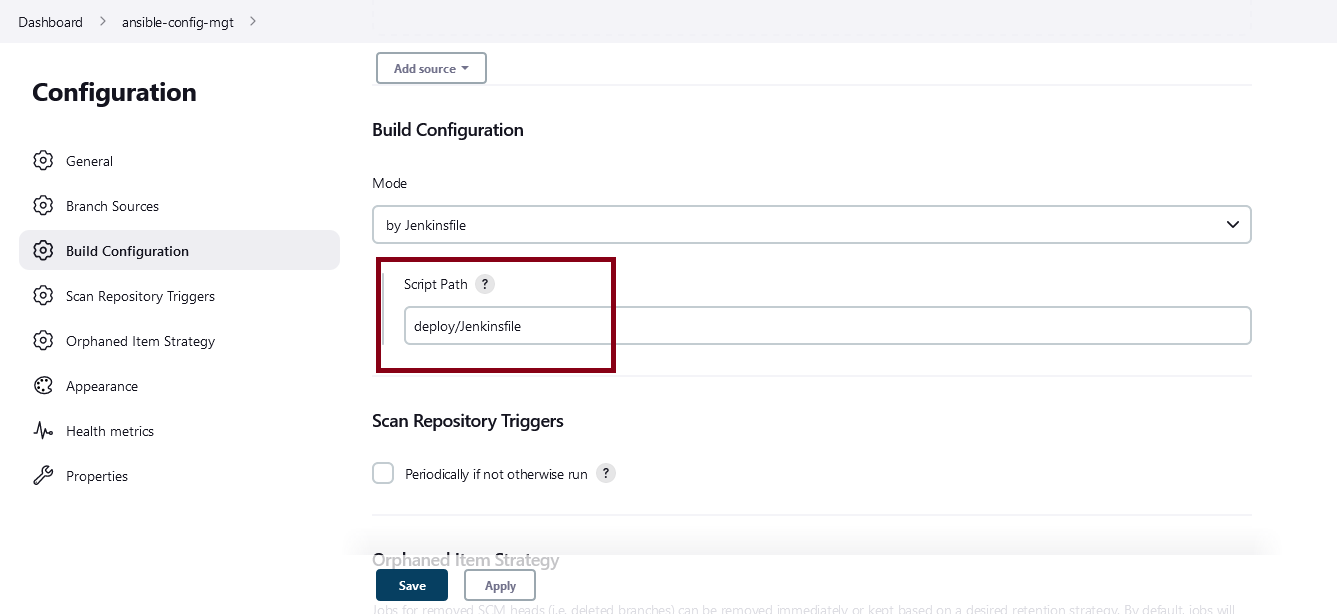 Dashboard > ansible-config-mgt >
Configuration
General
Branch Sources
Build Configuration
Scan Repository Triggers
Orphaned Item Strategy
Appearance
Health metrics
Properties
Add source
Build Configuration
Mode
by Jenkinsfile
Script Path ?
deploy/Jenkinsfile
Scan Repository Triggers
Periodically if not otherwise run ?
Orphaned Item Strategy
Save Apply
Jobs for removed SCM heads (i.e. deleted branches) can be removed immediately or kept based on a desired retention strategy. By default, jobs will